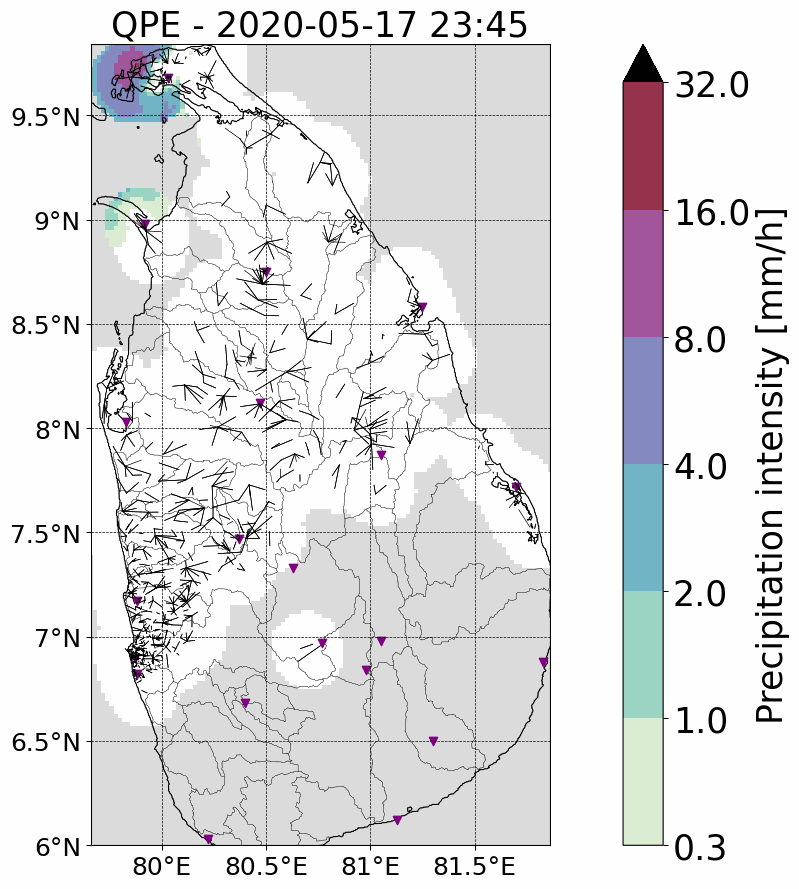 QPE - 2020-05-17 23:45
9.5°N
9°N
8.5°N
8°N
7.5°N
7°N
6.5°N
6°N
80°E 80.5°E 81°E 81.5°E
32.0
16.0
8.0
4.0
2.0
1.0
0.3
Precipitation intensity [mm/h]